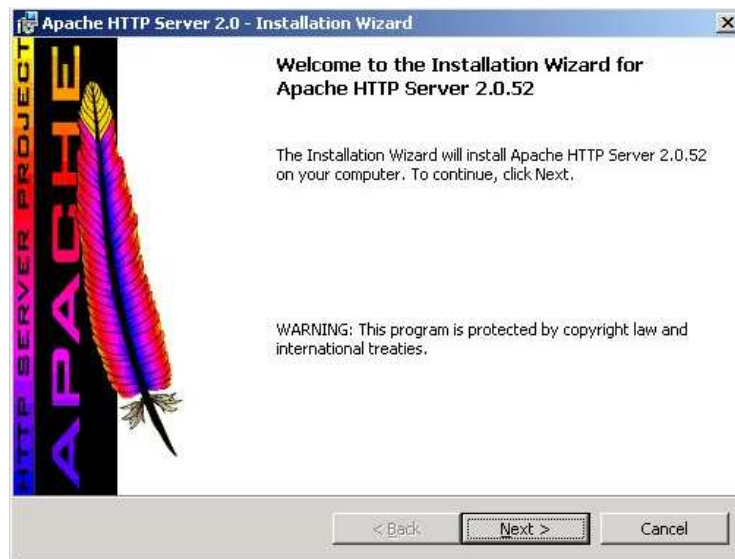 Apache HTTP Server 2.0 - Installation Wizard
HTTP SERVER PROJECT
APACHE
Welcome to the Installation Wizard for
Apache HTTP Server 2.0.52
The Installation Wizard will install Apache HTTP Server 2.0.52
on your computer. To continue, click Next.
WARNING: This program is protected by copyright law and
international treaties.
< Back
Next >
Cancel